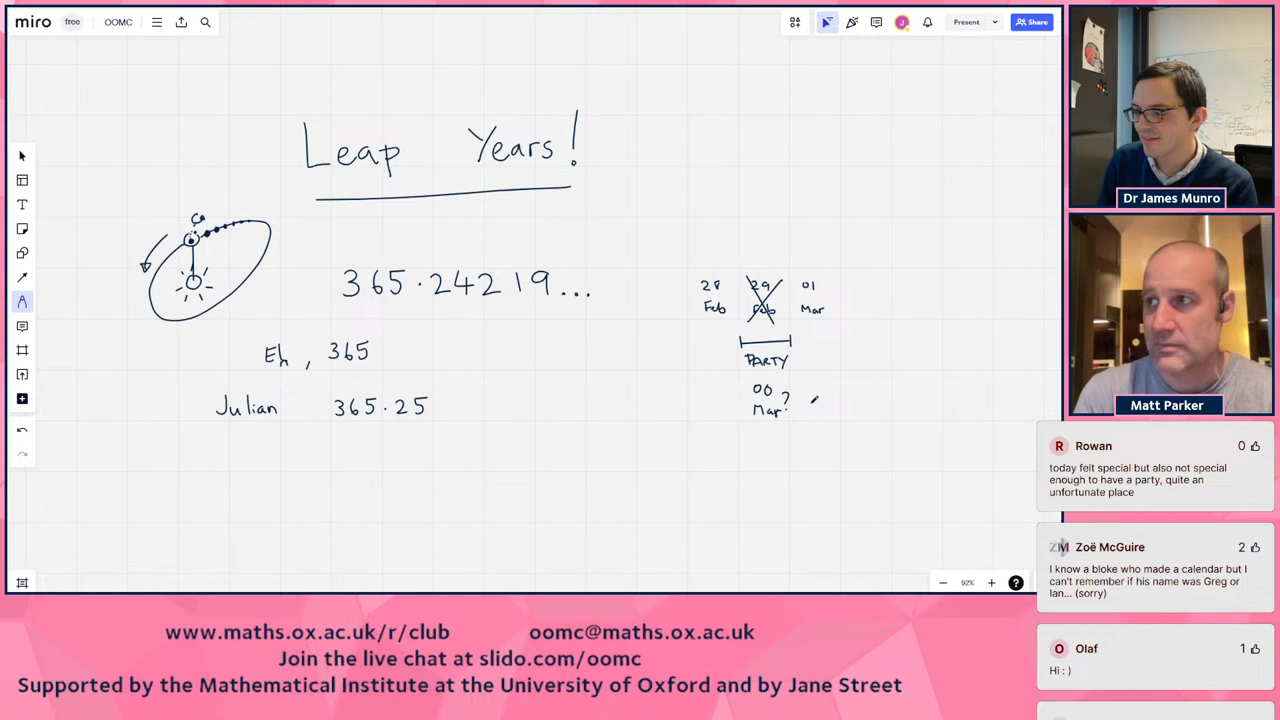 miro free OOMC
Present
Share
Leap Years!
365·24219...
Eh, 365
Julian 365·25
28 29 01
Feb Feb Mar
PARTY
00
Mar?
92%
Dr James Munro
Matt Parker
R Rowan 0
today felt special but also not special
enough to have a party, quite an
unfortunate place
ZM Zoë McGuire 2
I know a bloke who made a calendar but I
can't remember if his name was Greg or
Ian... (sorry)
O Olaf 1
Hi : )
www.maths.ox.ac.uk/r/club oomc@maths.ox.ac.uk
Join the live chat at slido.com/oomc
Supported by the Mathematical Institute at the University of Oxford and by Jane Street